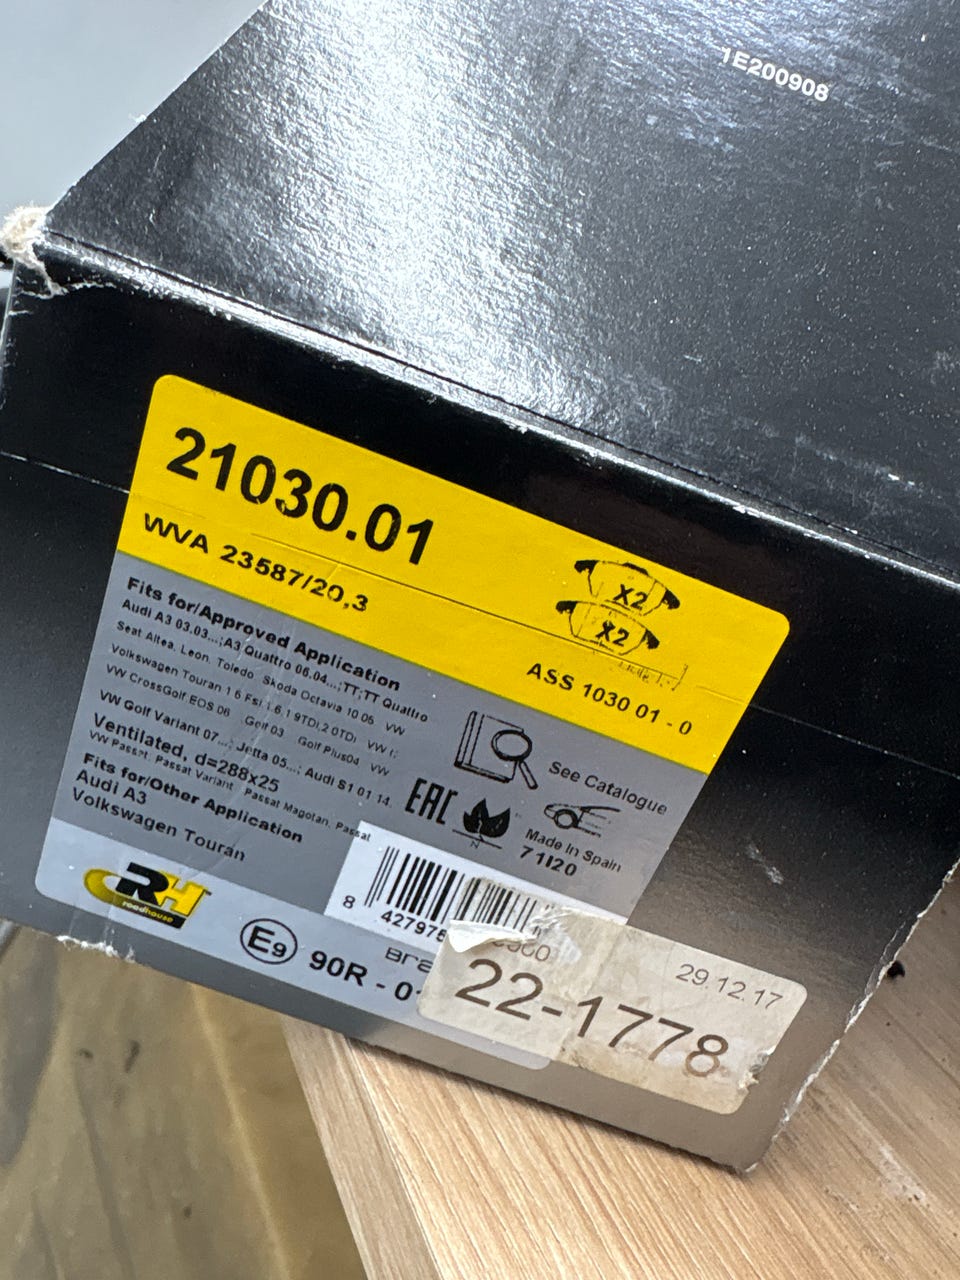 1E200908
21030.01
WVA 23587/20,3
X2
X2
ASS 1030 01 - 0
Fits for/Approved Application
Audi A3 03.03...;A3 Quattro 06.04...;TT;TT Quattro
Seat Altea, Leon, Toledo Skoda Octavia 10 05 VW
Volkswagen Touran 1 6 Fsi,1.6,1 9TDI,2 0TDI, VW
VW CrossGolf EOS 06 Golf 03 Golf Plus04 VW
VW Golf Variant 07...; Jetta 05...; Audi S1 01 14.
Ventilated, d=288x25
VW Passat, Passat Variant, Passat Magotan, Passat
Fits for/Other Application
Audi A3
Volkswagen Touran
See Catalogue
EAC
N
Made In Spain
71I20
8 427975
RH
roadhouse
E9 90R - 01
Bra
29.12.17
22-1778